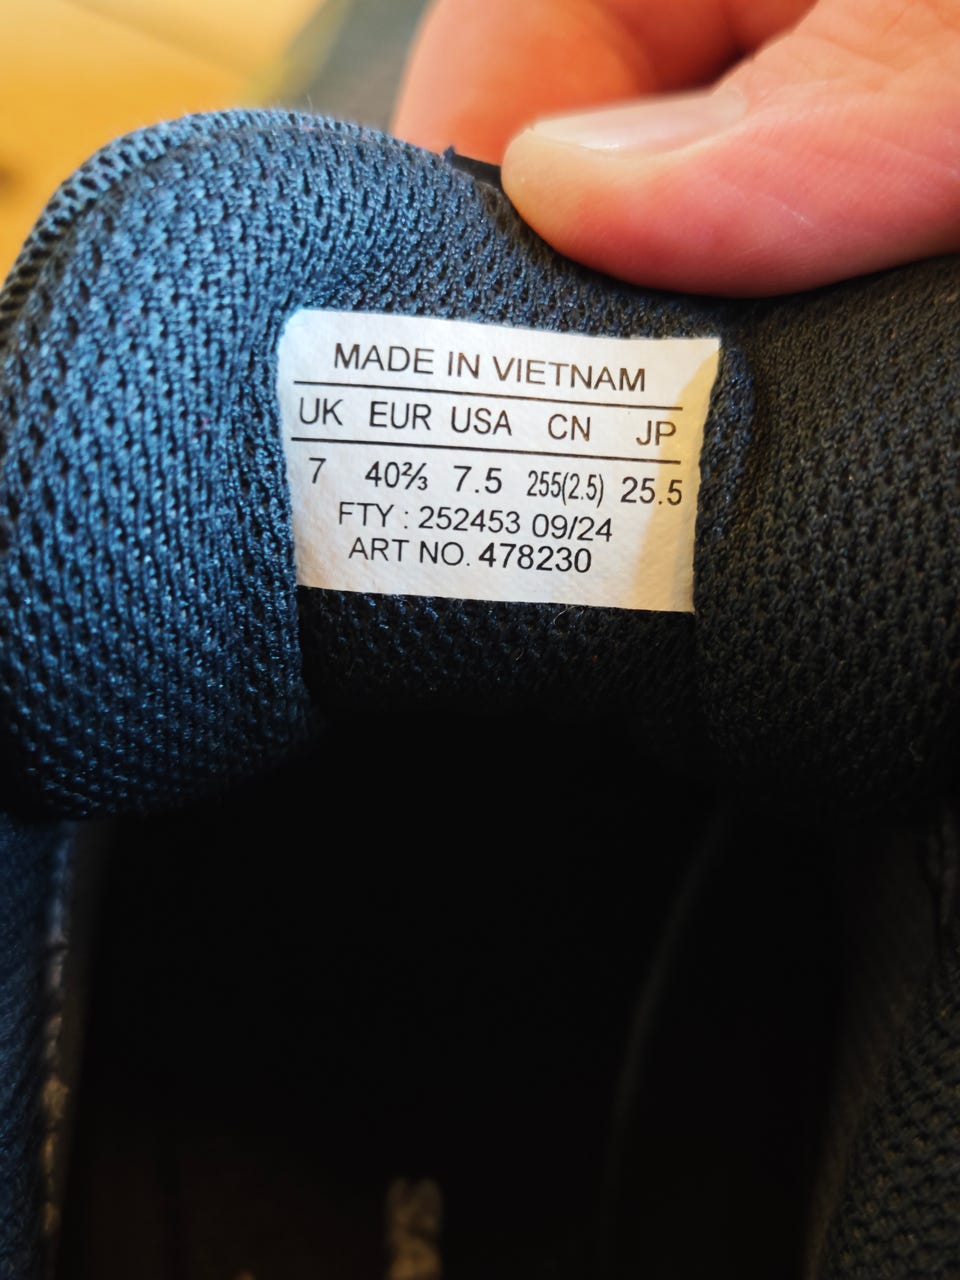 MADE IN VIETNAM
UK EUR USA CN JP
7 40⅔ 7.5 255(2.5) 25.5
FTY : 252453 09/24
ART NO. 478230